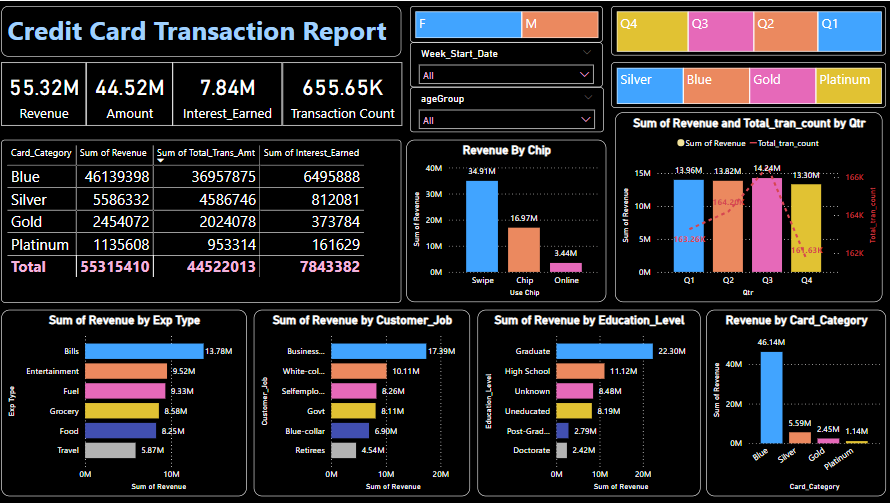 Credit Card Transaction Report
F M
Q4 Q3 Q2 Q1
Week_Start_Date
All
ageGroup
All
Silver Blue Gold Platinum
55.32M 44.52M 7.84M 655.65K
Revenue Amount Interest_Earned Transaction Count
Card_Category Sum of Revenue Sum of Total_Trans_Amt Sum of Interest_Earned
Blue 46139398 36957875 6495888
Silver 5586332 4586746 812081
Gold 2454072 2024078 373784
Platinum 1135608 953314 161629
Total 55315410 44522013 7843382
Revenue By Chip
Sum of Revenue
40M
30M
20M
10M
0M
34.91M
16.97M
3.44M
Swipe Chip Online
Use Chip
Sum of Revenue and Total_tran_count by Qtr
Sum of Revenue Total_tran_count
Sum of Revenue
15M
10M
5M
0M
13.96M 13.82M 14.24M 13.30M
163.26K 164.20K 161.63K
166K
164K
162K
Total_tran_count
Q1 Q2 Q3 Q4
Qtr
Sum of Revenue by Exp Type
Exp Type
Bills 13.78M
Entertainment 9.52M
Fuel 9.33M
Grocery 8.58M
Food 8.25M
Travel 5.87M
0M 10M
Sum of Revenue
Sum of Revenue by Customer_Job
Customer_Job
Business... 17.39M
White-col... 10.11M
Selfemplo... 8.26M
Govt 8.11M
Blue-collar 6.90M
Retirees 4.54M
0M 10M 20M
Sum of Revenue
Sum of Revenue by Education_Level
Education_Level
Graduate 22.30M
High School 11.12M
Unknown 8.48M
Uneducated 8.19M
Post-Grad... 2.79M
Doctorate 2.42M
0M 10M 20M
Sum of Revenue
Revenue by Card_Category
Sum of Revenue
40M
20M
0M
46.14M
5.59M
2.45M
1.14M
Blue Silver Gold Platinum
Card_Category